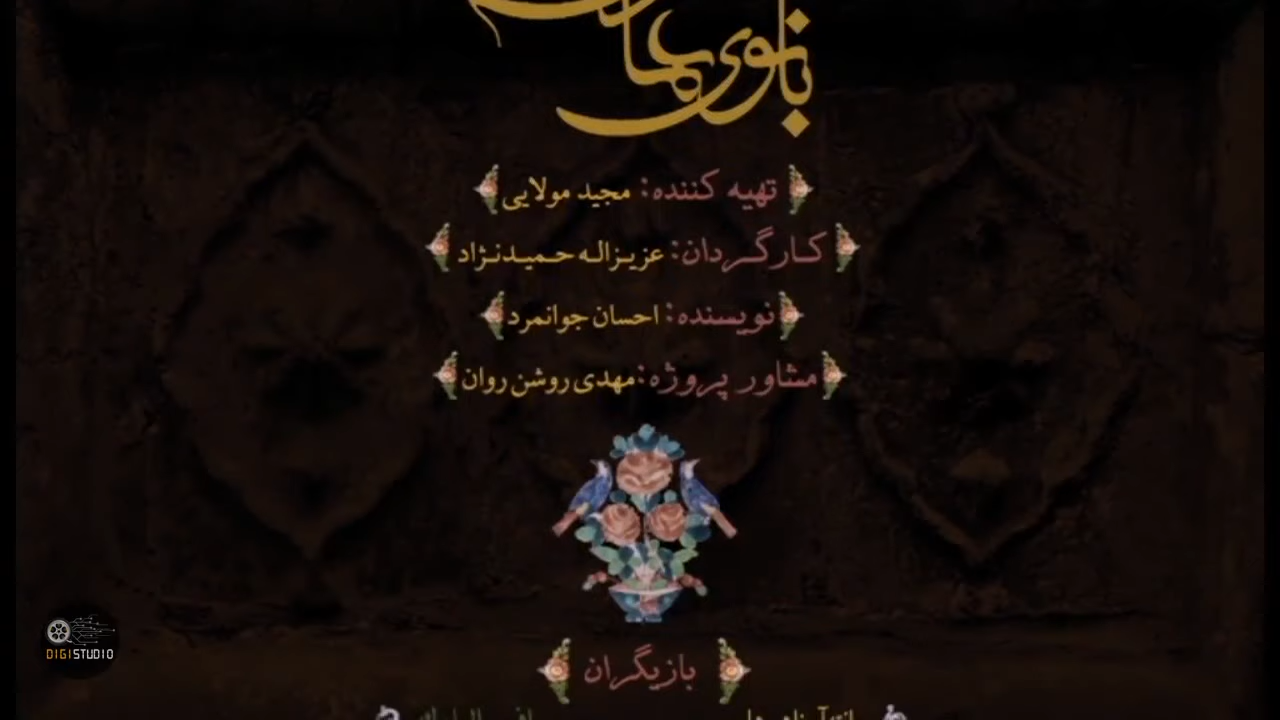 بانوی عمارت
تهیه کننده: مجید مولایی
کارگردان: عزیزاله حمیدنژاد
نویسنده: احسان جوانمرد
مشاور پروژه: مهدی روشن روان
بازیگران
DIGISTUDIO